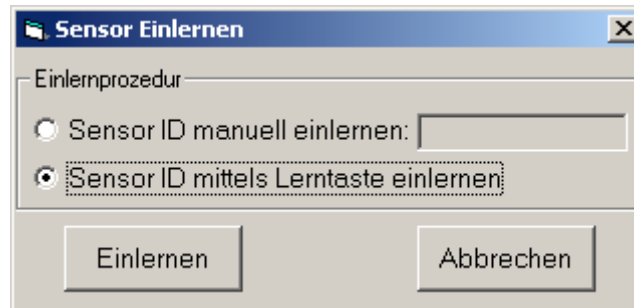 Sensor Einlernen
Einlernprozedur
Sensor ID manuell einlernen:
Sensor ID mittels Lerntaste einlernen
Einlernen Abbrechen